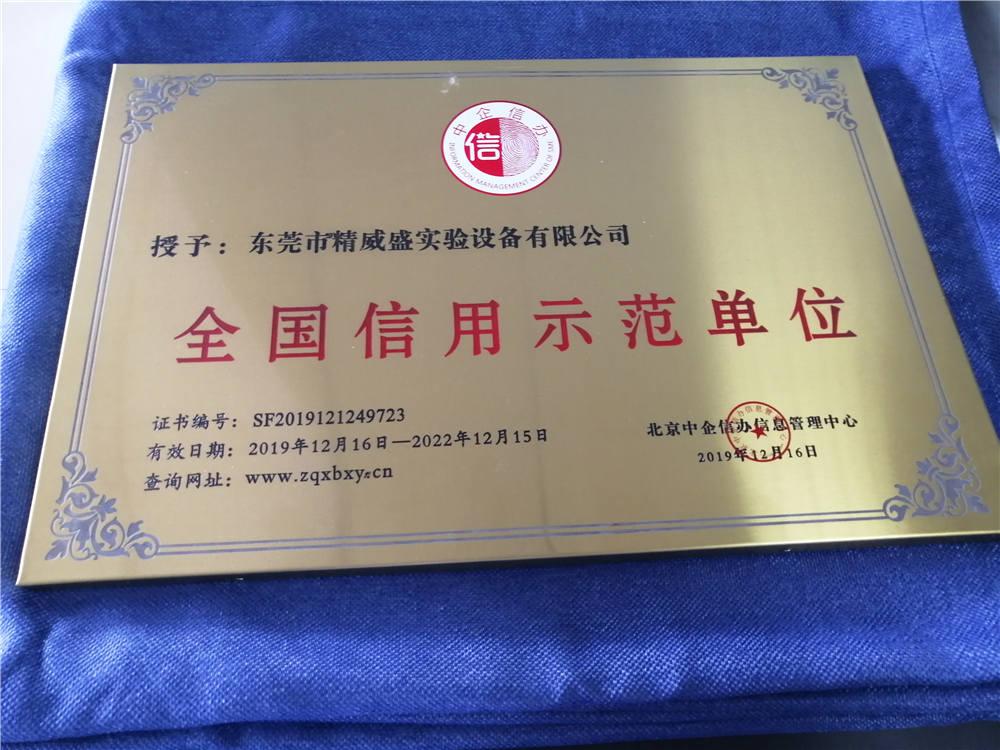 中企信办
信
INFORMATION MANAGEMENT CENTER OF SME
授予：东莞市精威盛实验设备有限公司
全国信用示范单位
证书编号：SF2019121249723
有效日期：2019年12月16日—2022年12月15日
查询网址：www.zqxbxy.cn
北京中企信办信息管理中心
2019年12月16日